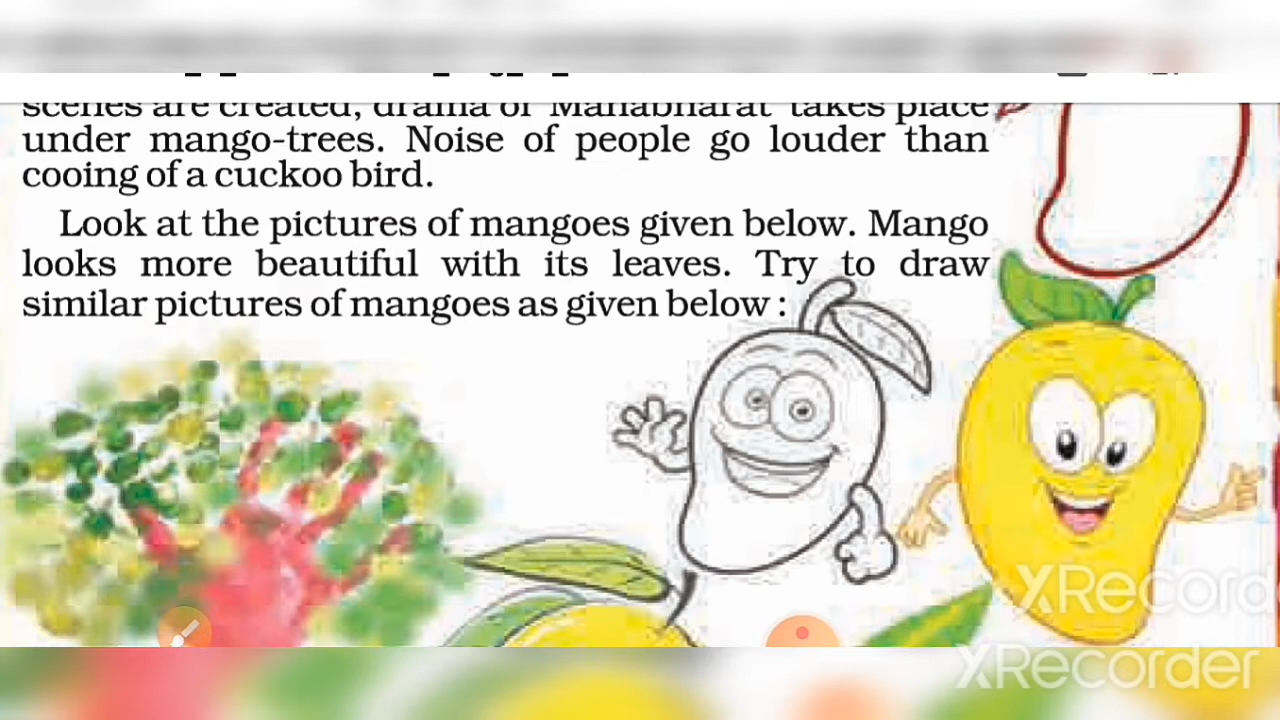 scenes are created, drama of 'Mahabharat' takes place
under mango-trees. Noise of people go louder than
cooing of a cuckoo bird.
Look at the pictures of mangoes given below. Mango
looks more beautiful with its leaves. Try to draw
similar pictures of mangoes as given below :
XRecord
XRecorder